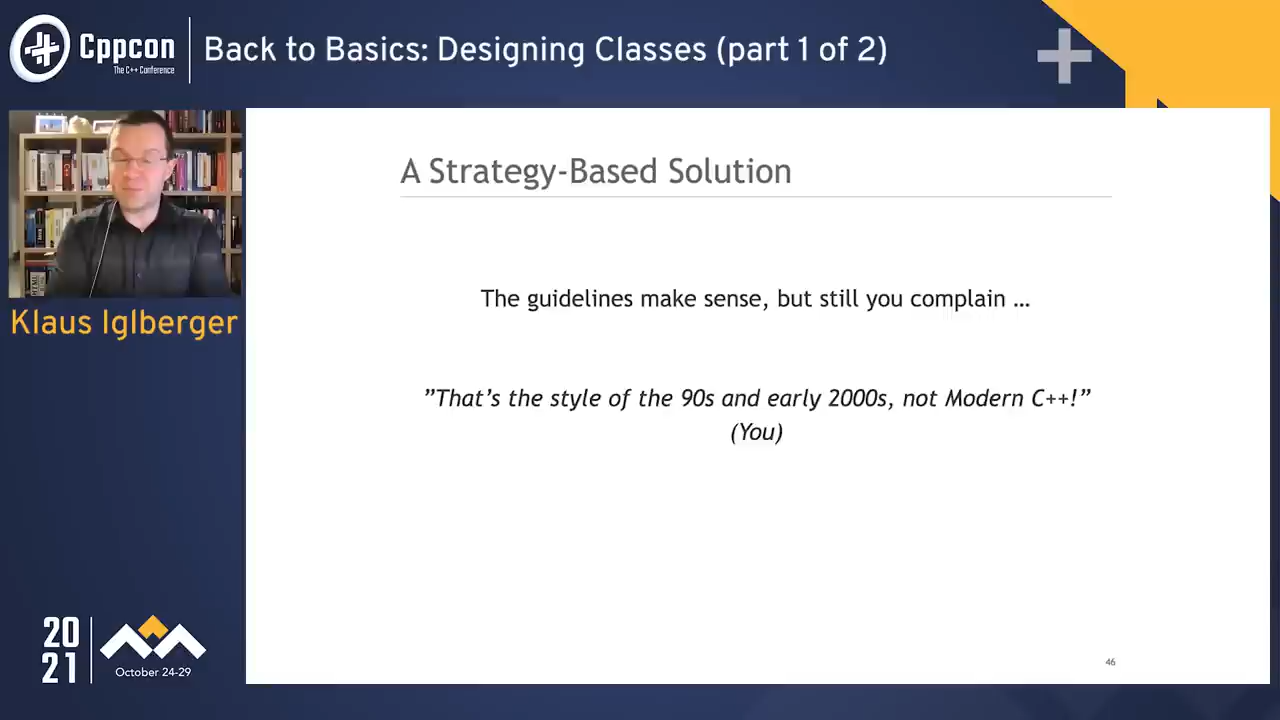 Cppcon
The C++ Conference
Back to Basics: Designing Classes (part 1 of 2)
Klaus Iglberger
A Strategy-Based Solution
The guidelines make sense, but still you complain …
”That’s the style of the 90s and early 2000s, not Modern C++!”
(You)
46
20
21
October 24-29